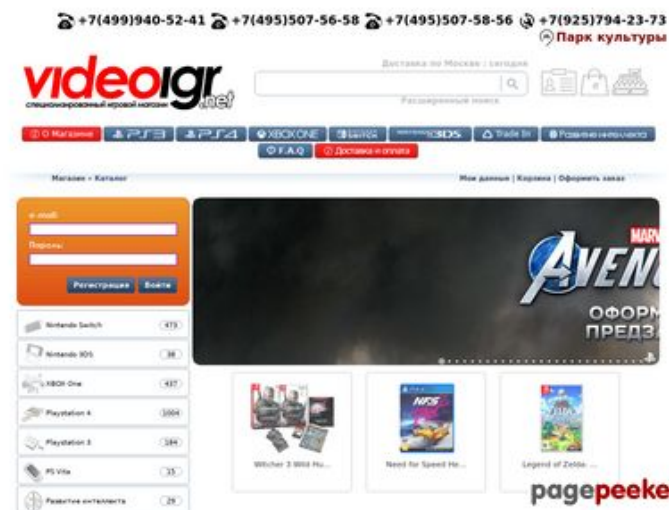 +7(499)940-52-41 +7(495)507-56-58 +7(495)507-58-56 +7(925)794-23-73
Парк культуры
videoigr.net
специализированный игровой магазин
Доставка по Москве : сегодня
Расширенный поиск
О Магазине PS3 PS4 XBOX ONE SWITCH NINTENDO 3DS Trade In Развитие интеллекта
F.A.Q Доставка и оплата
Магазин » Каталог
Мои данные | Корзина | Оформить заказ
e-mail:
Пароль:
Регистрация Войти
MARV
AVENG
ОФОРМ
ПРЕДЗ
Nintendo Switch 473
Nintendo 3DS 38
XBOX One 437
Playstation 4 1004
Playstation 3 184
PS Vita 15
Развитие интеллекта 29
Witcher 3 Wild Hu...
Need for Speed He...
Legend of Zelda: ...
pagepeeke